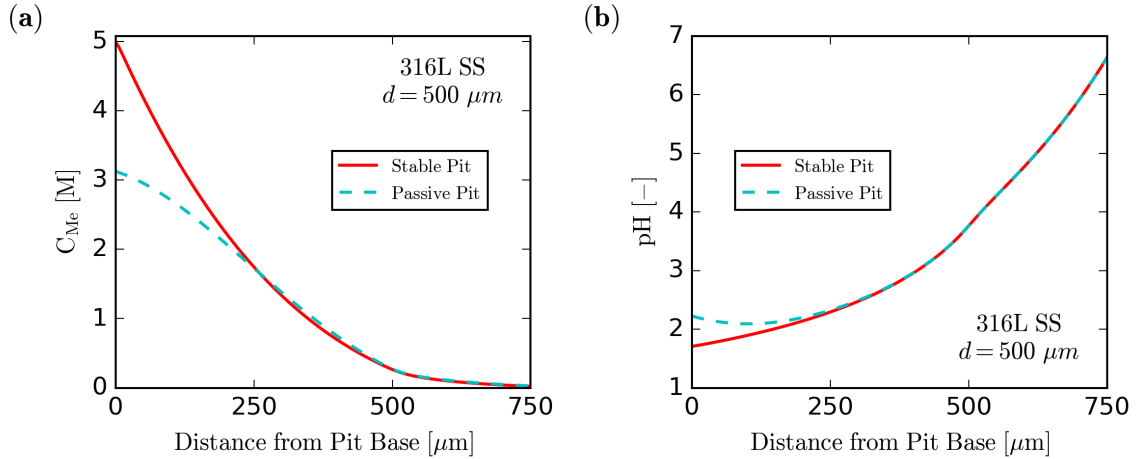 (a)
316L SS
d = 500 μm
Stable Pit
Passive Pit
C_Me [M]
5
4
3
2
1
0
0 250 500 750
Distance from Pit Base [μm]
(b)
Stable Pit
Passive Pit
316L SS
d = 500 μm
pH [−]
7
6
5
4
3
2
1
0 250 500 750
Distance from Pit Base [μm]